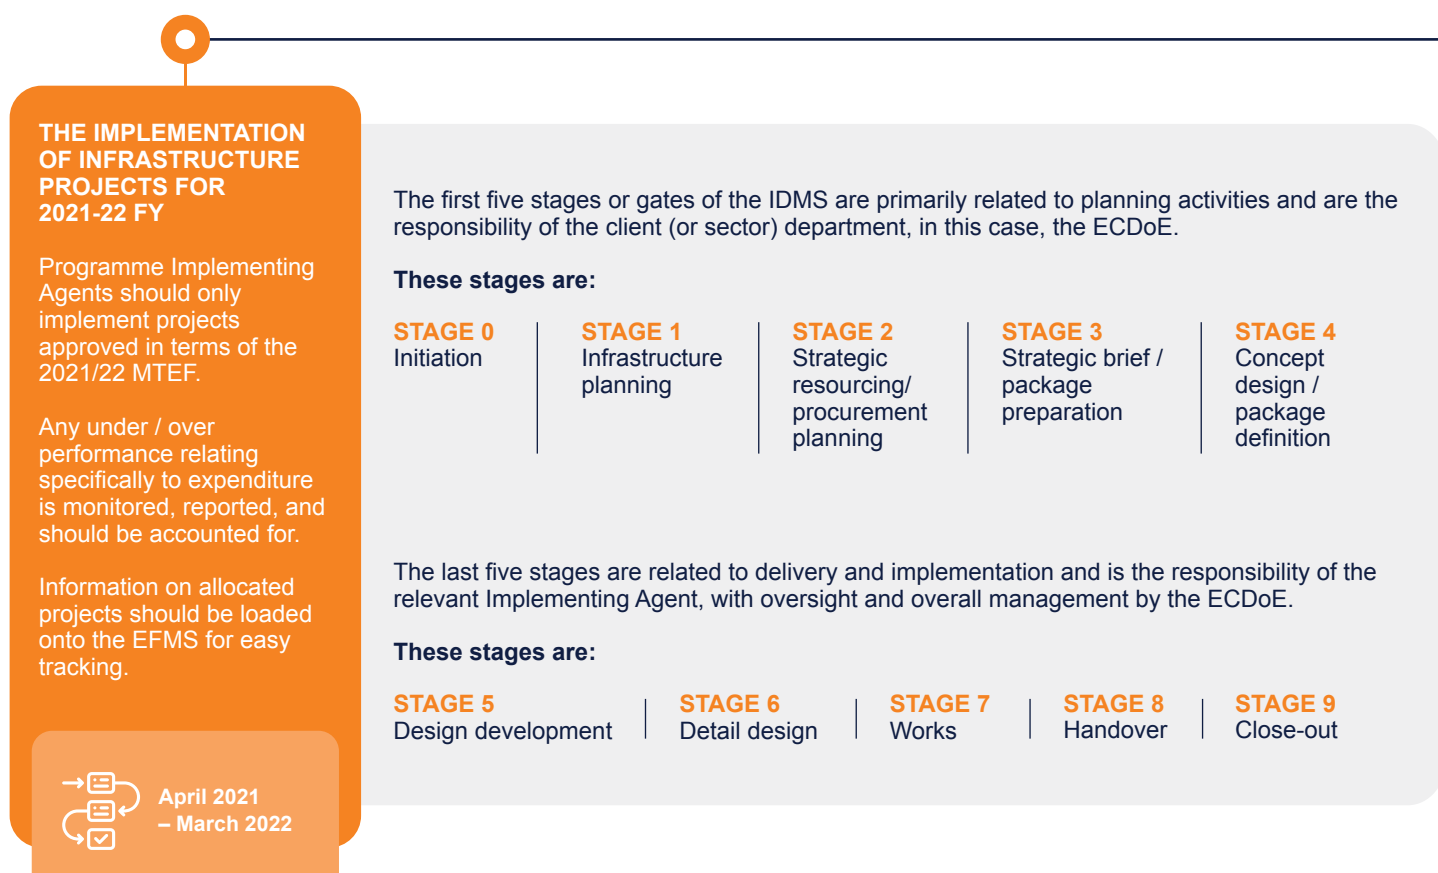 THE IMPLEMENTATION
OF INFRASTRUCTURE
PROJECTS FOR
2021-22 FY
Programme Implementing
Agents should only
implement projects
approved in terms of the
2021/22 MTEF.
Any under / over
performance relating
specifically to expenditure
is monitored, reported, and
should be accounted for.
Information on allocated
projects should be loaded
onto the EFMS for easy
tracking.
April 2021
– March 2022
The first five stages or gates of the IDMS are primarily related to planning activities and are the
responsibility of the client (or sector) department, in this case, the ECDoE.
These stages are:
STAGE 0
Initiation
STAGE 1
Infrastructure
planning
STAGE 2
Strategic
resourcing/
procurement
planning
STAGE 3
Strategic brief /
package
preparation
STAGE 4
Concept
design /
package
definition
The last five stages are related to delivery and implementation and is the responsibility of the
relevant Implementing Agent, with oversight and overall management by the ECDoE.
These stages are:
STAGE 5
Design development
STAGE 6
Detail design
STAGE 7
Works
STAGE 8
Handover
STAGE 9
Close-out